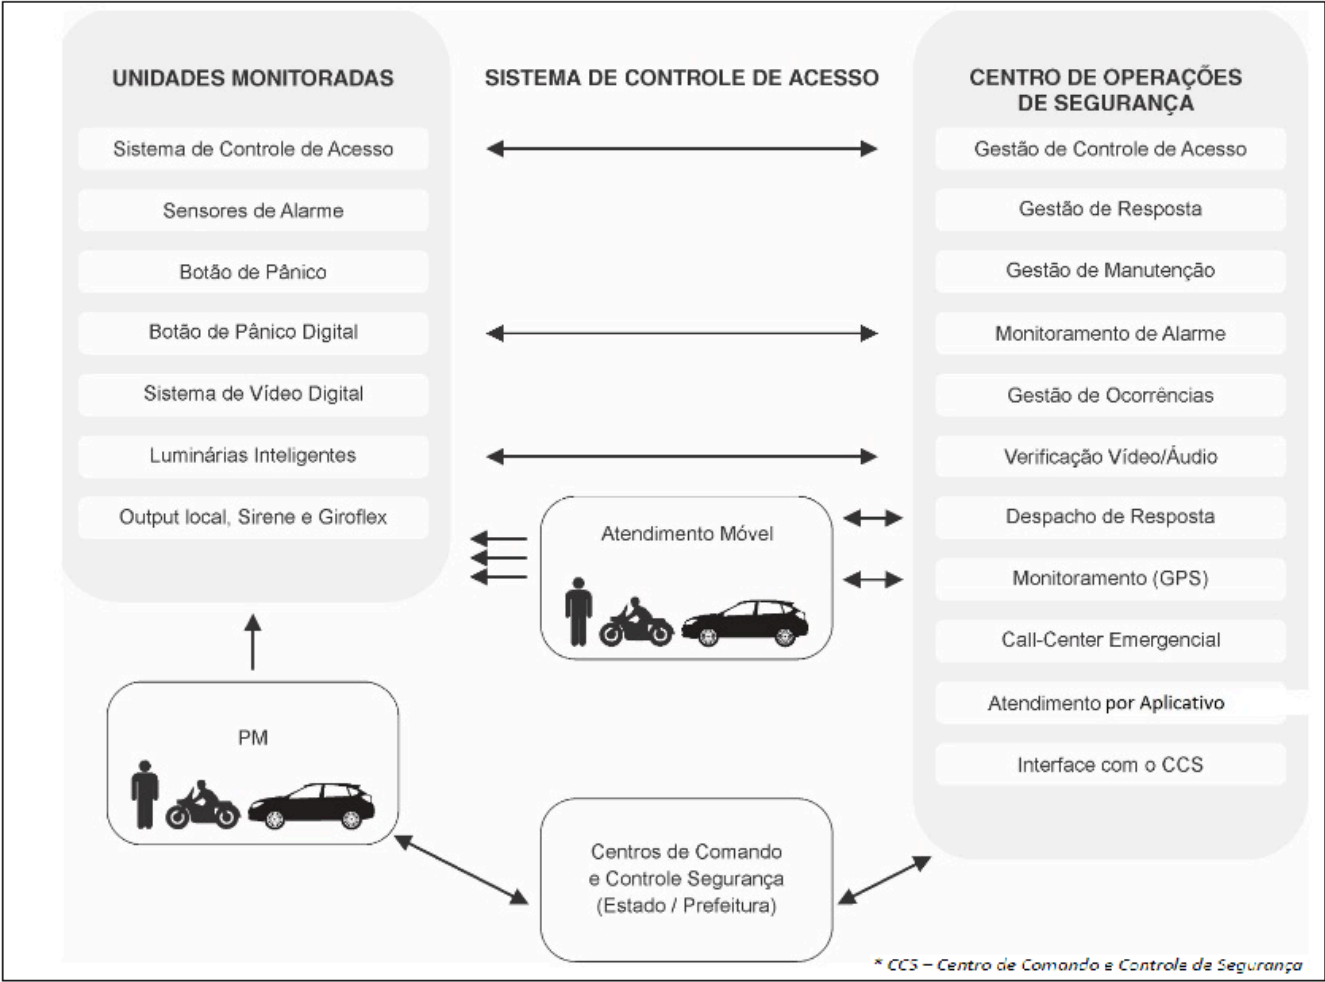 UNIDADES MONITORADAS
Sistema de Controle de Acesso
Sensores de Alarme
Botão de Pânico
Botão de Pânico Digital
Sistema de Vídeo Digital
Luminárias Inteligentes
Output local, Sirene e Giroflex
SISTEMA DE CONTROLE DE ACESSO
CENTRO DE OPERAÇÕES
DE SEGURANÇA
Gestão de Controle de Acesso
Gestão de Resposta
Gestão de Manutenção
Monitoramento de Alarme
Gestão de Ocorrências
Verificação Vídeo/Áudio
Despacho de Resposta
Monitoramento (GPS)
Call-Center Emergencial
Atendimento por Aplicativo
Interface com o CCS
Atendimento Móvel
PM
Centros de Comando
e Controle Segurança
(Estado / Prefeitura)
* CCS – Centro de Comando e Controle de Segurança